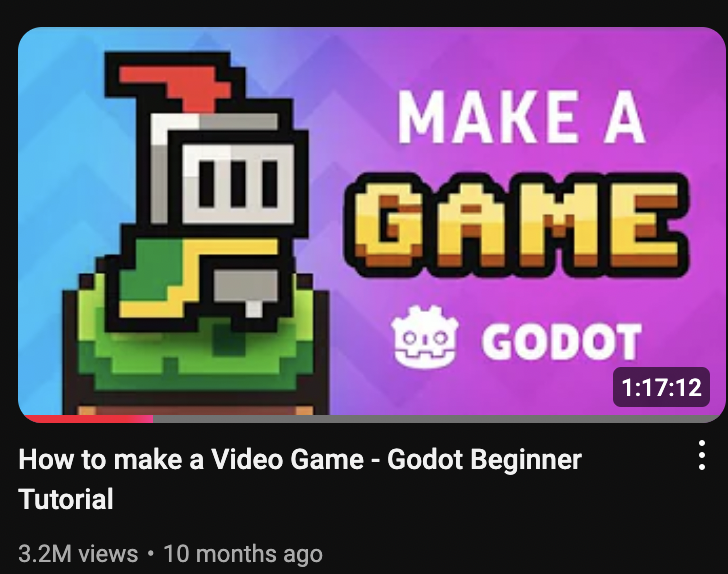 MAKE A
GAME
GODOT
1:17:12
How to make a Video Game - Godot Beginner
Tutorial
3.2M views • 10 months ago